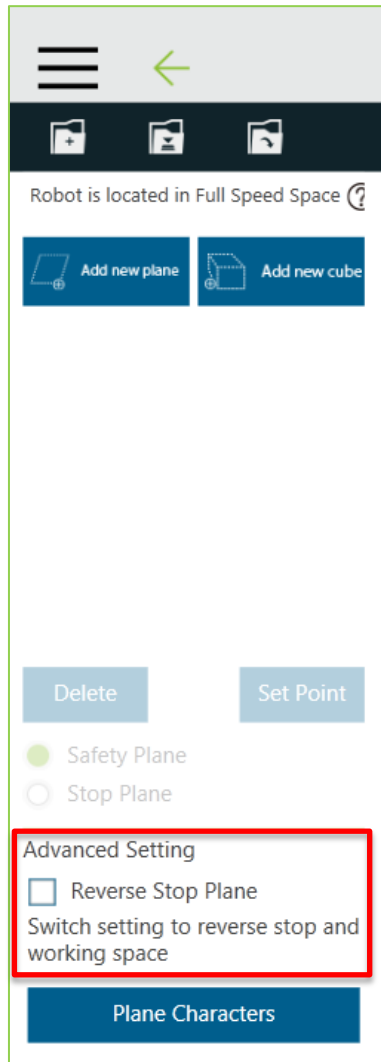 Robot is located in Full Speed Space ?
Add new plane
Add new cube
Delete
Set Point
Safety Plane
Stop Plane
Advanced Setting
Reverse Stop Plane
Switch setting to reverse stop and
working space
Plane Characters